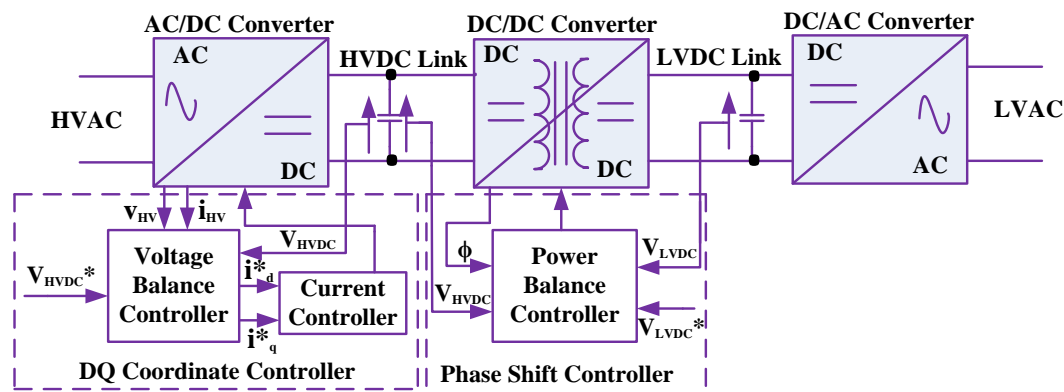 AC/DC Converter
DC/DC Converter
DC/AC Converter
AC
DC
HVDC Link
DC
DC
LVDC Link
DC
AC
HVAC
LVAC
vHV
iHV
VHVDC
VHVDC*
Voltage
Balance
Controller
i*d
i*q
Current
Controller
DQ Coordinate Controller
ϕ
VHVDC
Power
Balance
Controller
VLVDC
VLVDC*
Phase Shift Controller